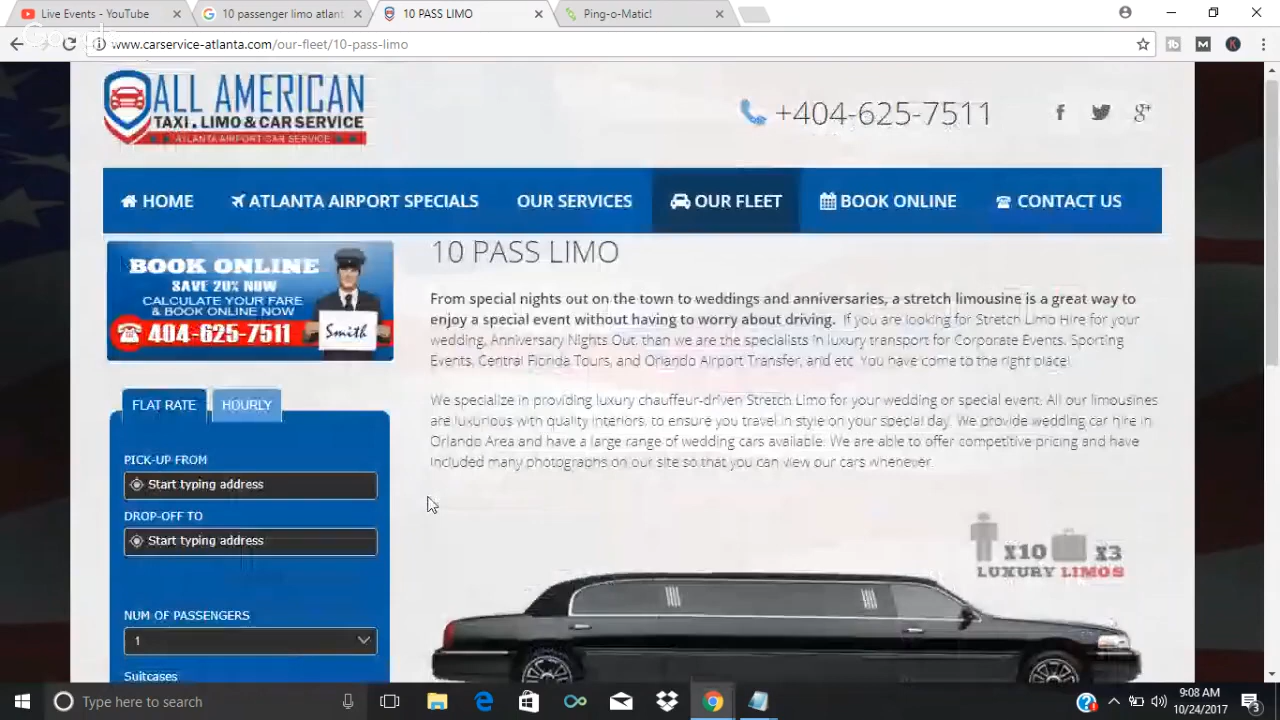 Live Events - YouTube
10 passenger limo atlant
10 PASS LIMO
Ping-o-Matic!
www.carservice-atlanta.com/our-fleet/10-pass-limo
ALL AMERICAN
TAXI . LIMO & CAR SERVICE
ATLANTA AIRPORT CAR SERVICE
+404-625-7511
HOME
ATLANTA AIRPORT SPECIALS
OUR SERVICES
OUR FLEET
BOOK ONLINE
CONTACT US
BOOK ONLINE
SAVE 20% NOW
CALCULATE YOUR FARE
& BOOK ONLINE NOW
404-625-7511
Smith
10 PASS LIMO
From special nights out on the town to weddings and anniversaries, a stretch limousine is a great way to
enjoy a special event without having to worry about driving. If you are looking for Stretch Limo Hire for your
wedding, Anniversary Nights Out, than we are the specialists in luxury transport for Corporate Events, Sporting
Events, Central Florida Tours, and Orlando Airport Transfer, and etc. You have come to the right place!
We specialize in providing luxury chauffeur-driven Stretch Limo for your wedding or special event. All our limousines
are luxurious with quality interiors, to ensure you travel in style on your special day. We provide wedding car hire in
Orlando Area and have a large range of wedding cars available. We are able to offer competitive pricing and have
included many photographs on our site so that you can view our cars whenever.
FLAT RATE
HOURLY
PICK-UP FROM
Start typing address
DROP-OFF TO
Start typing address
NUM OF PASSENGERS
1
Suitcases
x10 x3
LUXURY LIMOS
Type here to search
9:08 AM
10/24/2017